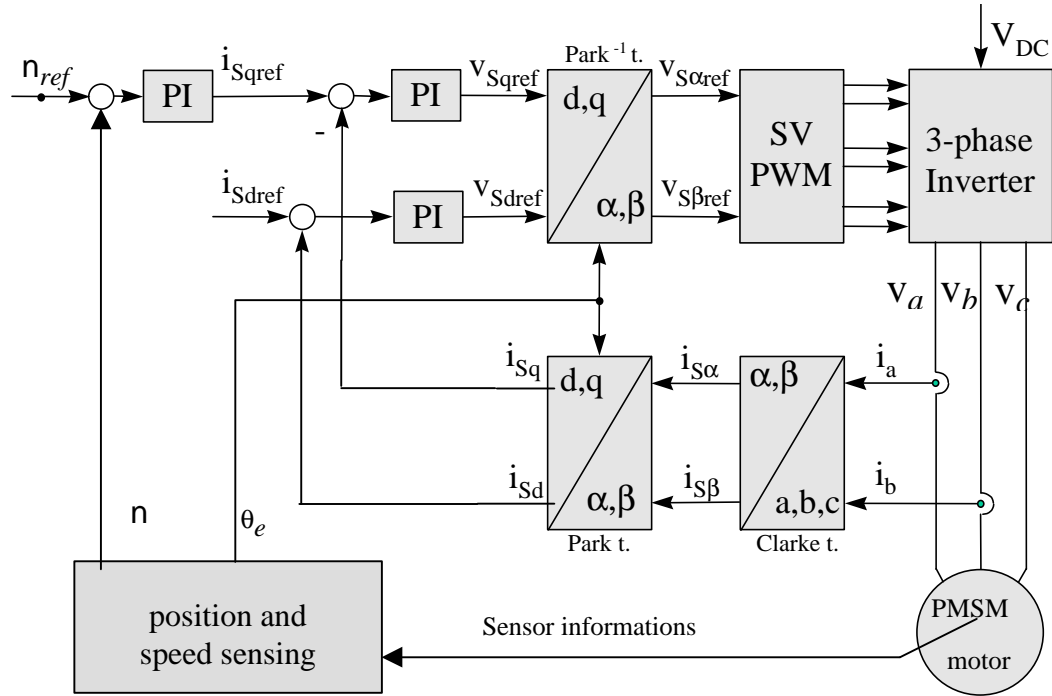 V_DC
n_ref
PI
i_Sqref
-
PI
v_Sqref
Park ⁻¹ t.
d,q
α,β
v_Sαref
SV
PWM
3-phase
Inverter
i_Sdref
PI
v_Sdref
v_Sβref
v_a
v_b
v_c
i_Sq
d,q
α,β
i_Sα
α,β
a,b,c
i_a
i_Sd
i_Sβ
i_b
Park t.
Clarke t.
n
θ_e
position and
speed sensing
Sensor informations
PMSM
motor